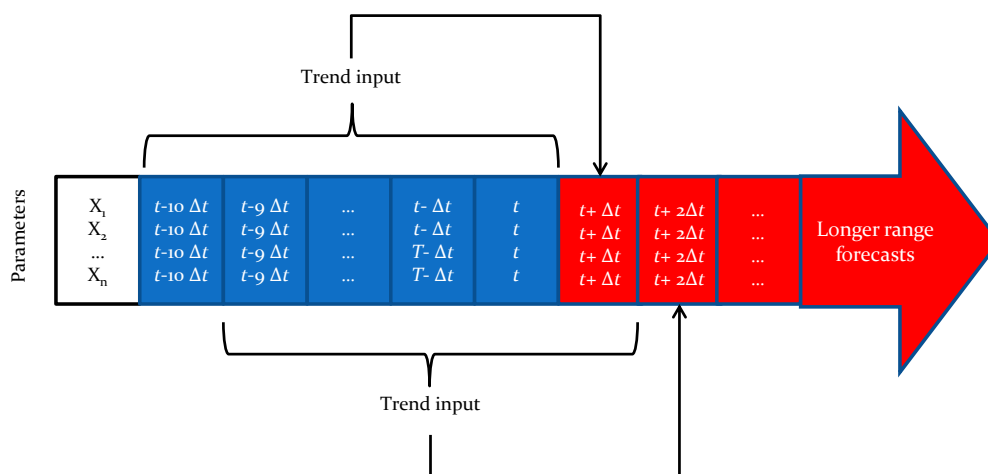 Trend input
Parameters
X1 t-10 Δt t-9 Δt ... t- Δt t t+ Δt t+ 2Δt ...
X2 t-10 Δt t-9 Δt ... t- Δt t t+ Δt t+ 2Δt ...
... t-10 Δt t-9 Δt ... T- Δt t t+ Δt t+ 2Δt ...
Xn t-10 Δt t-9 Δt ... T- Δt t t+ Δt t+ 2Δt ...
Longer range
forecasts
Trend input